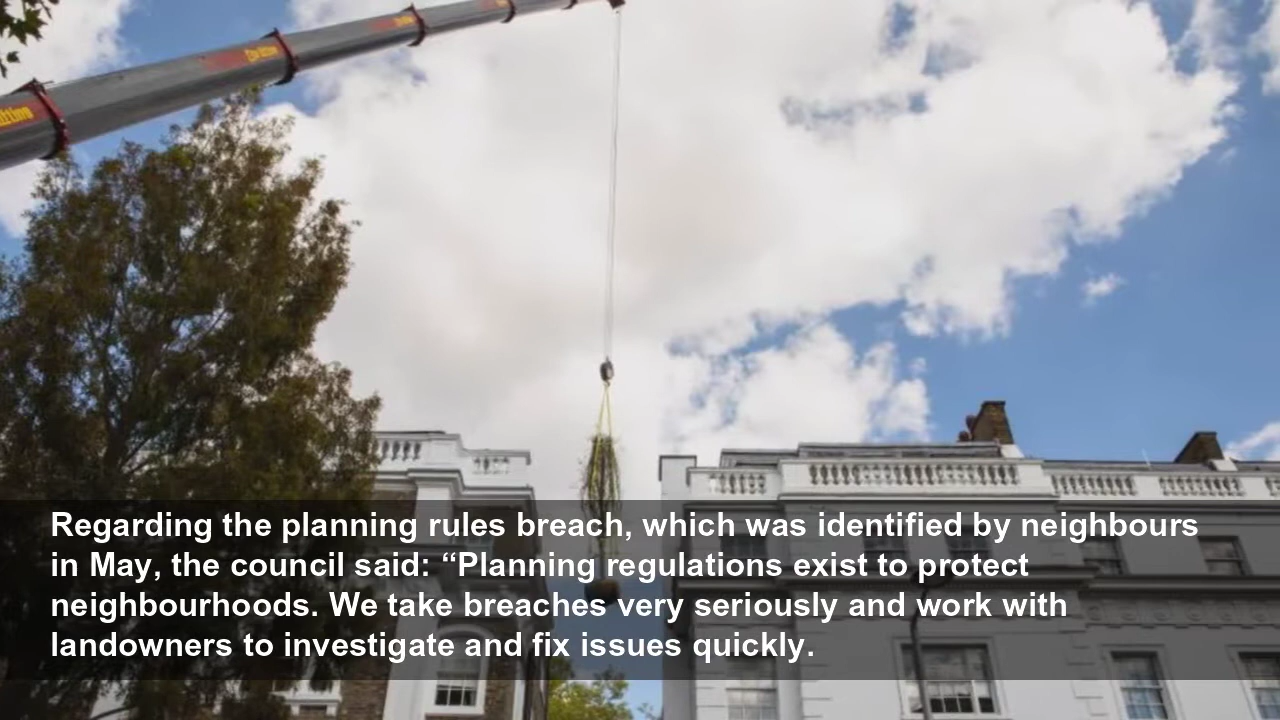 Regarding the planning rules breach, which was identified by neighbours
in May, the council said: “Planning regulations exist to protect
neighbourhoods. We take breaches very seriously and work with
landowners to investigate and fix issues quickly.